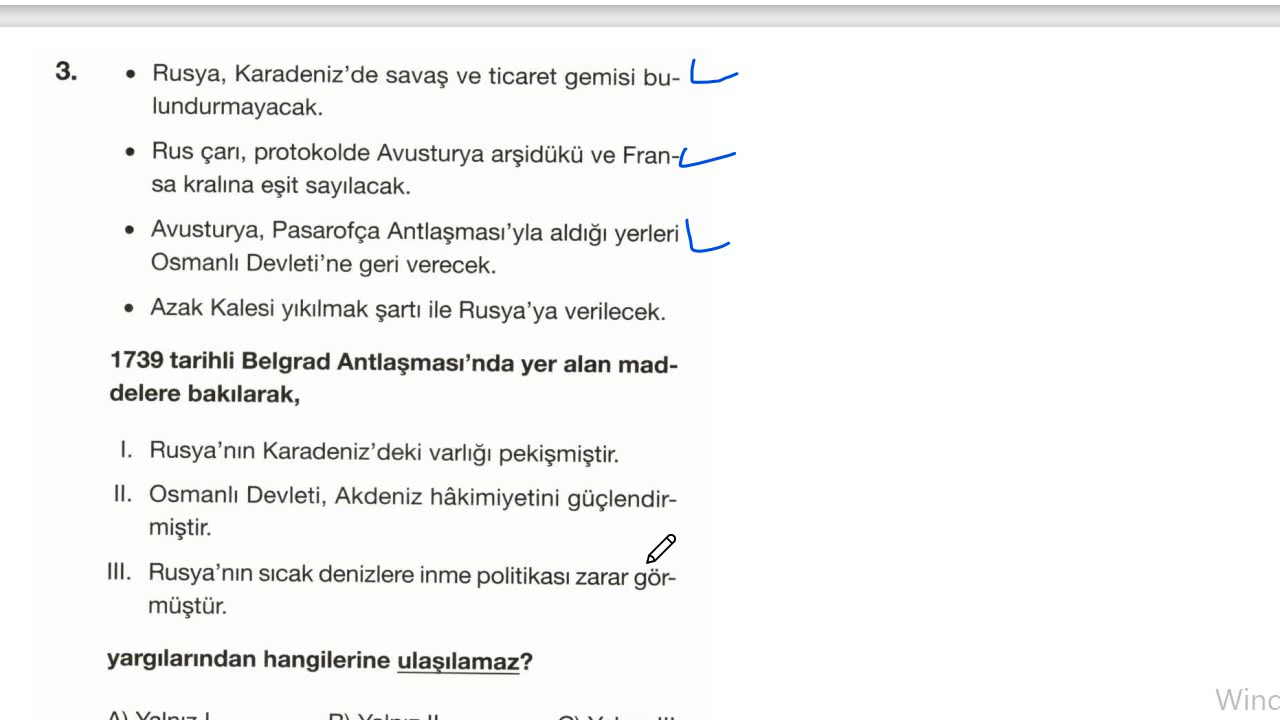 3.
• Rusya, Karadeniz’de savaş ve ticaret gemisi bu-
lundurmayacak.
• Rus çarı, protokolde Avusturya arşidükü ve Fran-
sa kralına eşit sayılacak.
• Avusturya, Pasarofça Antlaşması’yla aldığı yerleri
Osmanlı Devleti’ne geri verecek.
• Azak Kalesi yıkılmak şartı ile Rusya’ya verilecek.
1739 tarihli Belgrad Antlaşması’nda yer alan mad-
delere bakılarak,
I. Rusya’nın Karadeniz’deki varlığı pekişmiştir.
II. Osmanlı Devleti, Akdeniz hâkimiyetini güçlendir-
miştir.
III. Rusya’nın sıcak denizlere inme politikası zarar gör-
müştür.
yargılarından hangilerine ulaşılamaz?
A) Yalnız I B) Yalnız II
Wind